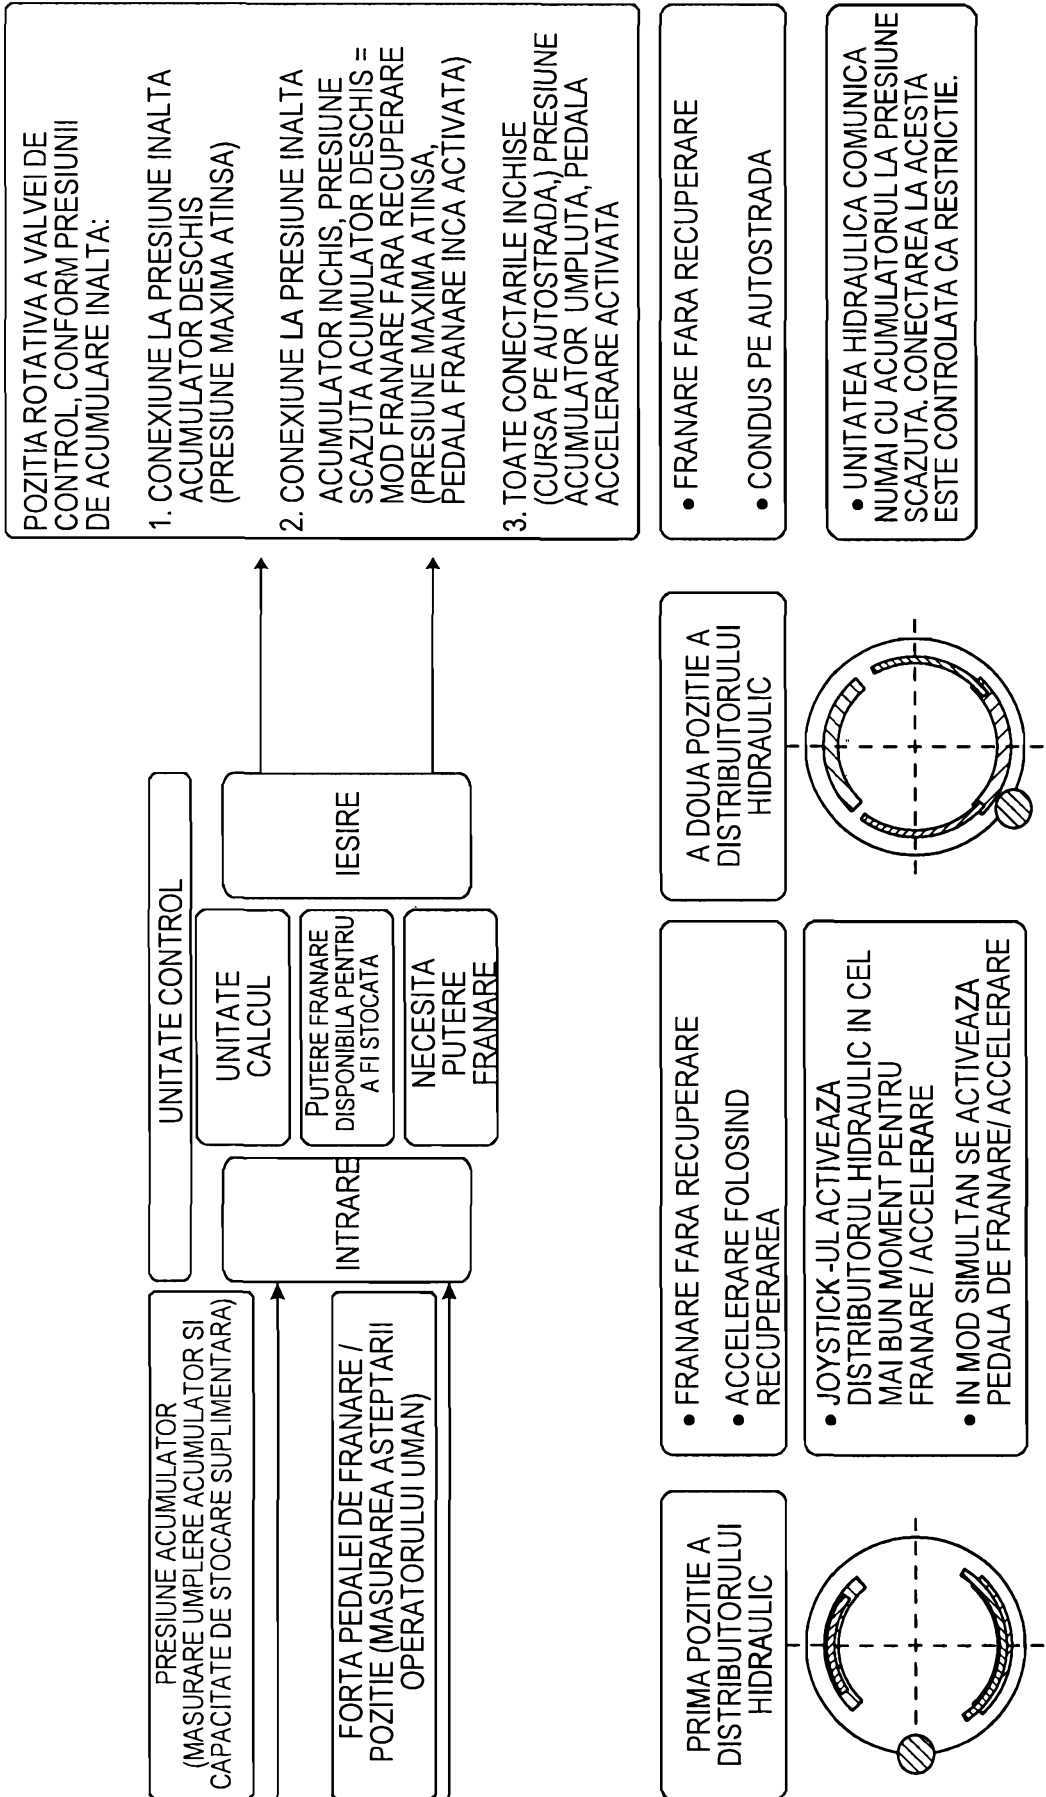 PRESIUNE ACUMULATOR
(MASURARE UMPLERE ACUMULATOR SI
CAPACITATE DE STOCARE SUPLIMENTARA)
FORTA PEDALEI DE FRANARE /
POZITIE (MASURAREA ASTEPTARII
OPERATORULUI UMAN)
UNITATE CONTROL
INTRARE
UNITATE
CALCUL
PUTERE FRANARE
DISPONIBILA PENTRU
A FI STOCATA
NECESITA
PUTERE
FRANARE
IESIRE
POZITIA ROTATIVA A VALVEI DE
CONTROL, CONFORM PRESIUNII
DE ACUMULARE INALTA:
1. CONEXIUNE LA PRESIUNE INALTA
ACUMULATOR DESCHIS
(PRESIUNE MAXIMA ATINSA)
2. CONEXIUNE LA PRESIUNE INALTA
ACUMULATOR INCHIS, PRESIUNE
SCAZUTA ACUMULATOR DESCHIS =
MOD FRANARE FARA RECUPERARE
(PRESIUNE MAXIMA ATINSA,
PEDALA FRANARE INCA ACTIVATA)
3. TOATE CONECTARILE INCHISE
(CURSA PE AUTOSTRADA,) PRESIUNE
ACUMULATOR UMPLUTA, PEDALA
ACCELERARE ACTIVATA
PRIMA POZITIE A
DISTRIBUITORULUI
HIDRAULIC
• FRANARE FARA RECUPERARE
• ACCELERARE FOLOSIND
RECUPERAREA
• JOYSTICK -UL ACTIVEAZA
DISTRIBUITORUL HIDRAULIC IN CEL
MAI BUN MOMENT PENTRU
FRANARE / ACCELERARE
• IN MOD SIMULTAN SE ACTIVEAZA
PEDALA DE FRANARE/ ACCELERARE
A DOUA POZITIE A
DISTRIBUITORULUI
HIDRAULIC
• FRANARE FARA RECUPERARE
• CONDUS PE AUTOSTRADA
• UNITATEA HIDRAULICA COMUNICA
NUMAI CU ACUMULATORUL LA PRESIUNE
SCAZUTA. CONECTAREA LA ACESTA
ESTE CONTROLATA CA RESTRICTIE.